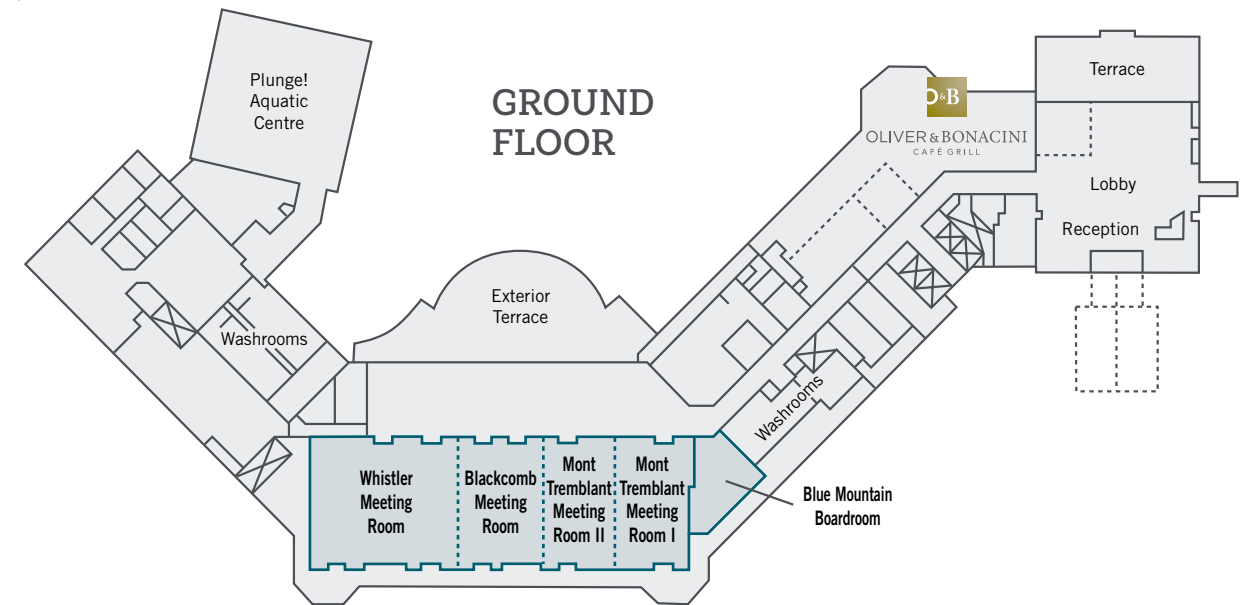 GROUND
FLOOR
Plunge!
Aquatic
Centre
Terrace
O&B
OLIVER & BONACINI
CAFÉ GRILL
Lobby
Reception
Exterior
Terrace
Washrooms
Washrooms
Whistler
Meeting
Room
Blackcomb
Meeting
Room
Mont
Tremblant
Meeting
Room II
Mont
Tremblant
Meeting
Room I
Blue Mountain
Boardroom